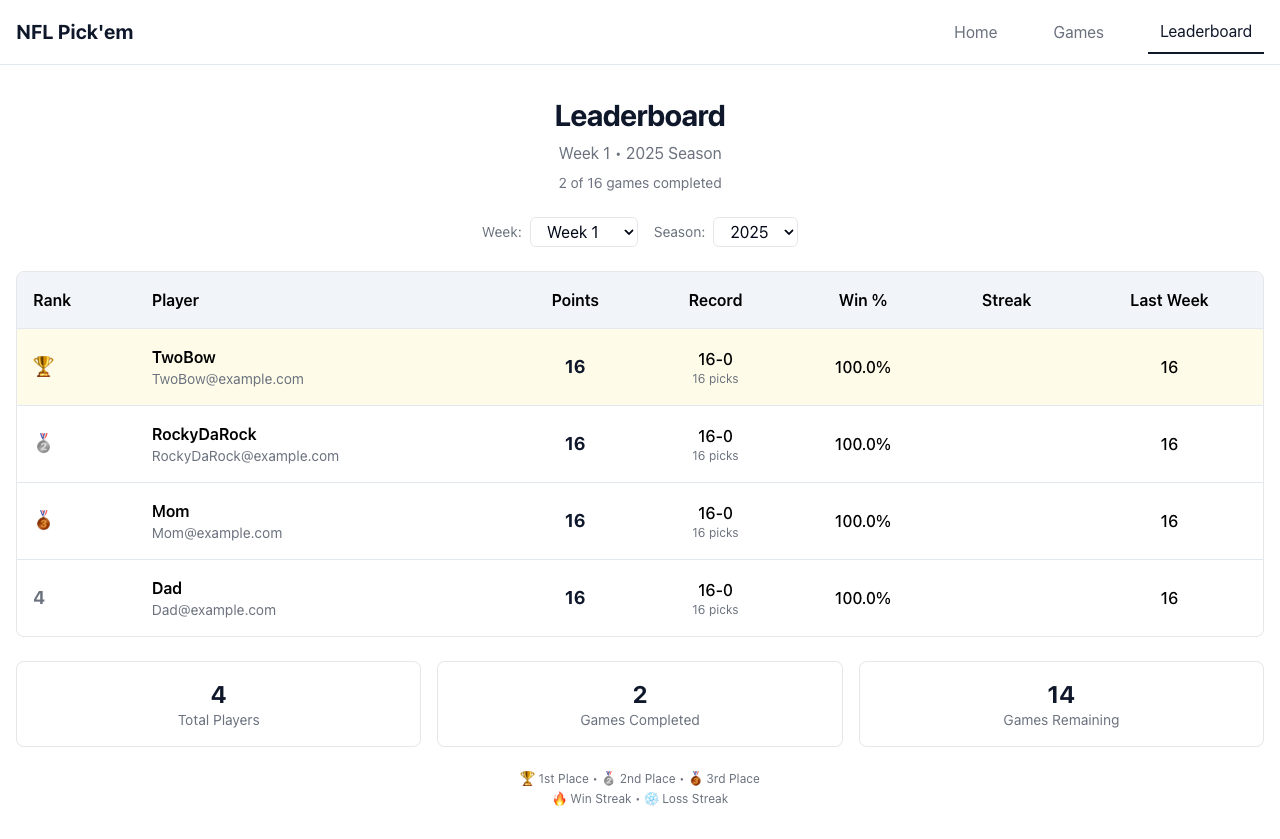 NFL Pick'em
Home Games Leaderboard
Leaderboard
Week 1 • 2025 Season
2 of 16 games completed
Week: Week 1 Season: 2025
Rank Player Points Record Win % Streak Last Week
🏆 TwoBow 16 16-0 100.0% 16
TwoBow@example.com 16 picks
🥈 RockyDaRock 16 16-0 100.0% 16
RockyDaRock@example.com 16 picks
🥉 Mom 16 16-0 100.0% 16
Mom@example.com 16 picks
4 Dad 16 16-0 100.0% 16
Dad@example.com 16 picks
4 2 14
Total Players Games Completed Games Remaining
🏆 1st Place • 🥈 2nd Place • 🥉 3rd Place
🔥 Win Streak • ❄️ Loss Streak